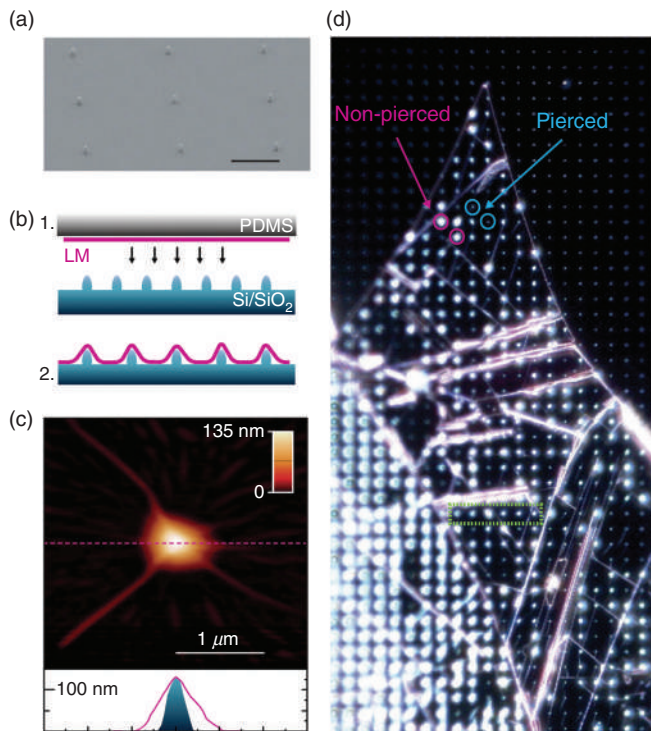 (a)
(b)
1.
PDMS
LM
Si/SiO₂
2.
(c)
135 nm
0
1 μm
100 nm
(d)
Non-pierced
Pierced